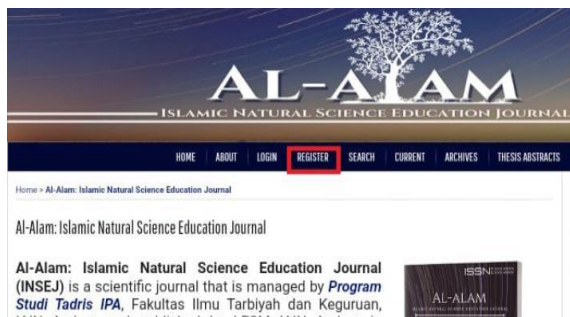 AL-ALAM
ISLAMIC NATURAL SCIENCE EDUCATION JOURNAL
HOME ABOUT LOGIN REGISTER SEARCH CURRENT ARCHIVES THESIS ABSTRACTS
Home > Al-Alam: Islamic Natural Science Education Journal
Al-Alam: Islamic Natural Science Education Journal
Al-Alam: Islamic Natural Science Education Journal
(INSEJ) is a scientific journal that is managed by Program
Studi Tadris IPA, Fakultas Ilmu Tarbiyah dan Keguruan,
ISSN
AL-ALAM